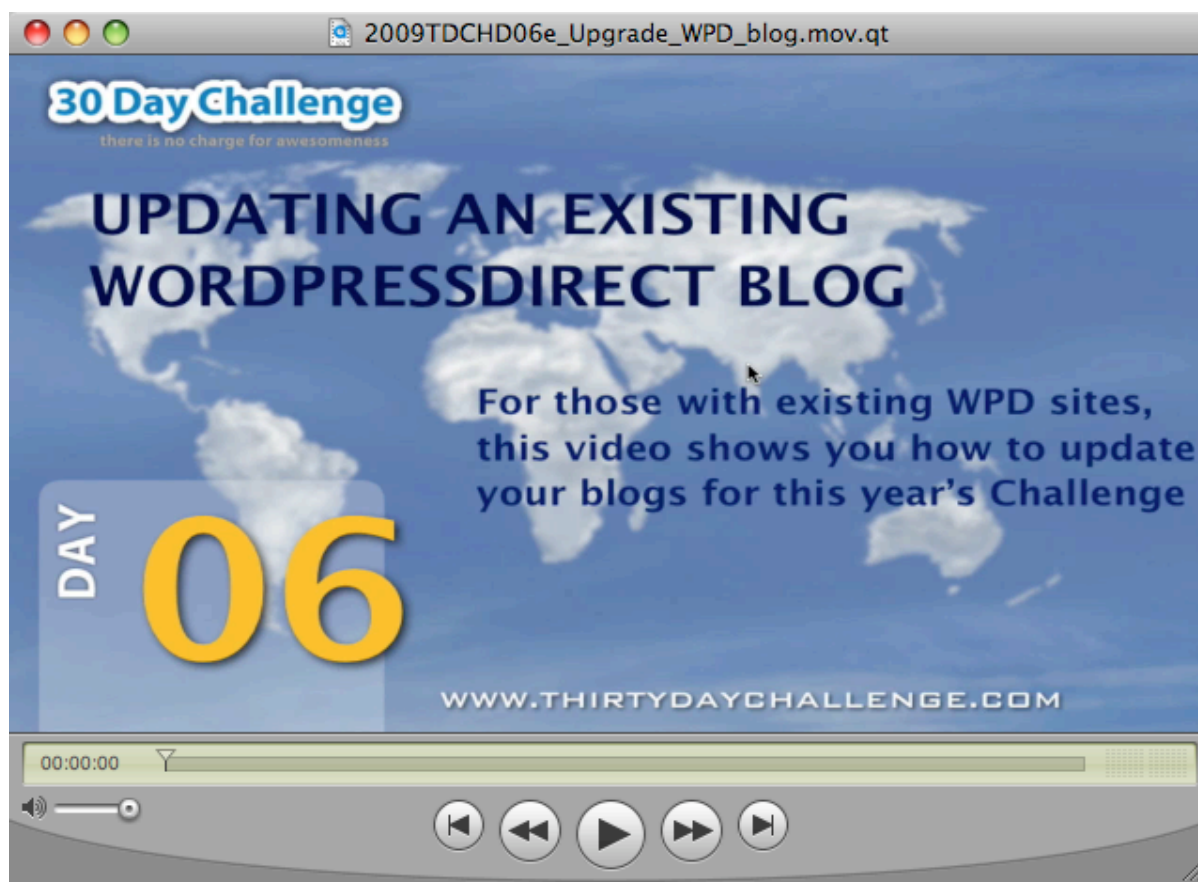 2009TDCHD06e_Upgrade_WPD_blog.mov.qt
30 Day Challenge
there is no charge for awesomeness
UPDATING AN EXISTING
WORDPRESSDIRECT BLOG
For those with existing WPD sites,
this video shows you how to update
your blogs for this year's Challenge
DAY
06
WWW.THIRTYDAYCHALLENGE.COM
00:00:00